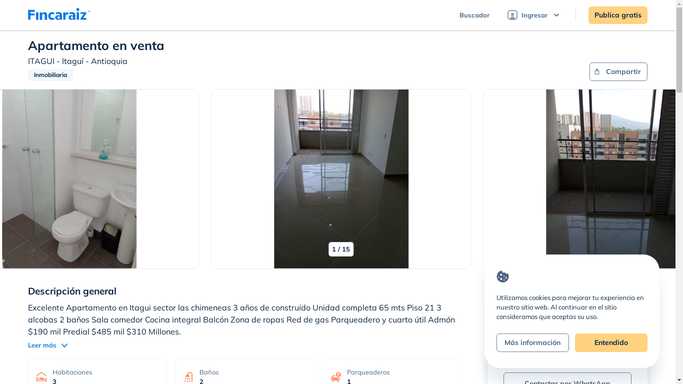 Fincaraiz
Buscador
Ingresar
Publica gratis
Apartamento en venta
ITAGUI - Itaguí - Antioquia
Inmobiliaria
Compartir
1 / 15
Descripción general
Excelente Apartamento en Itagui sector las chimeneas 3 años de construido Unidad completa 65 mts Piso 21 3
alcobas 2 baños Sala comedor Cocina integral Balcón Zona de ropas Red de gas Parqueadero y cuarto útil Admón
$190 mil Predial $485 mil $310 Millones.
Leer más
Habitaciones
3
Baños
2
Parqueaderos
1
Utilizamos cookies para mejorar tu experiencia en
nuestro sitio web. Al continuar en el sitio
consideramos que aceptas su uso.
Más información
Entendido
Contactar por WhatsApp